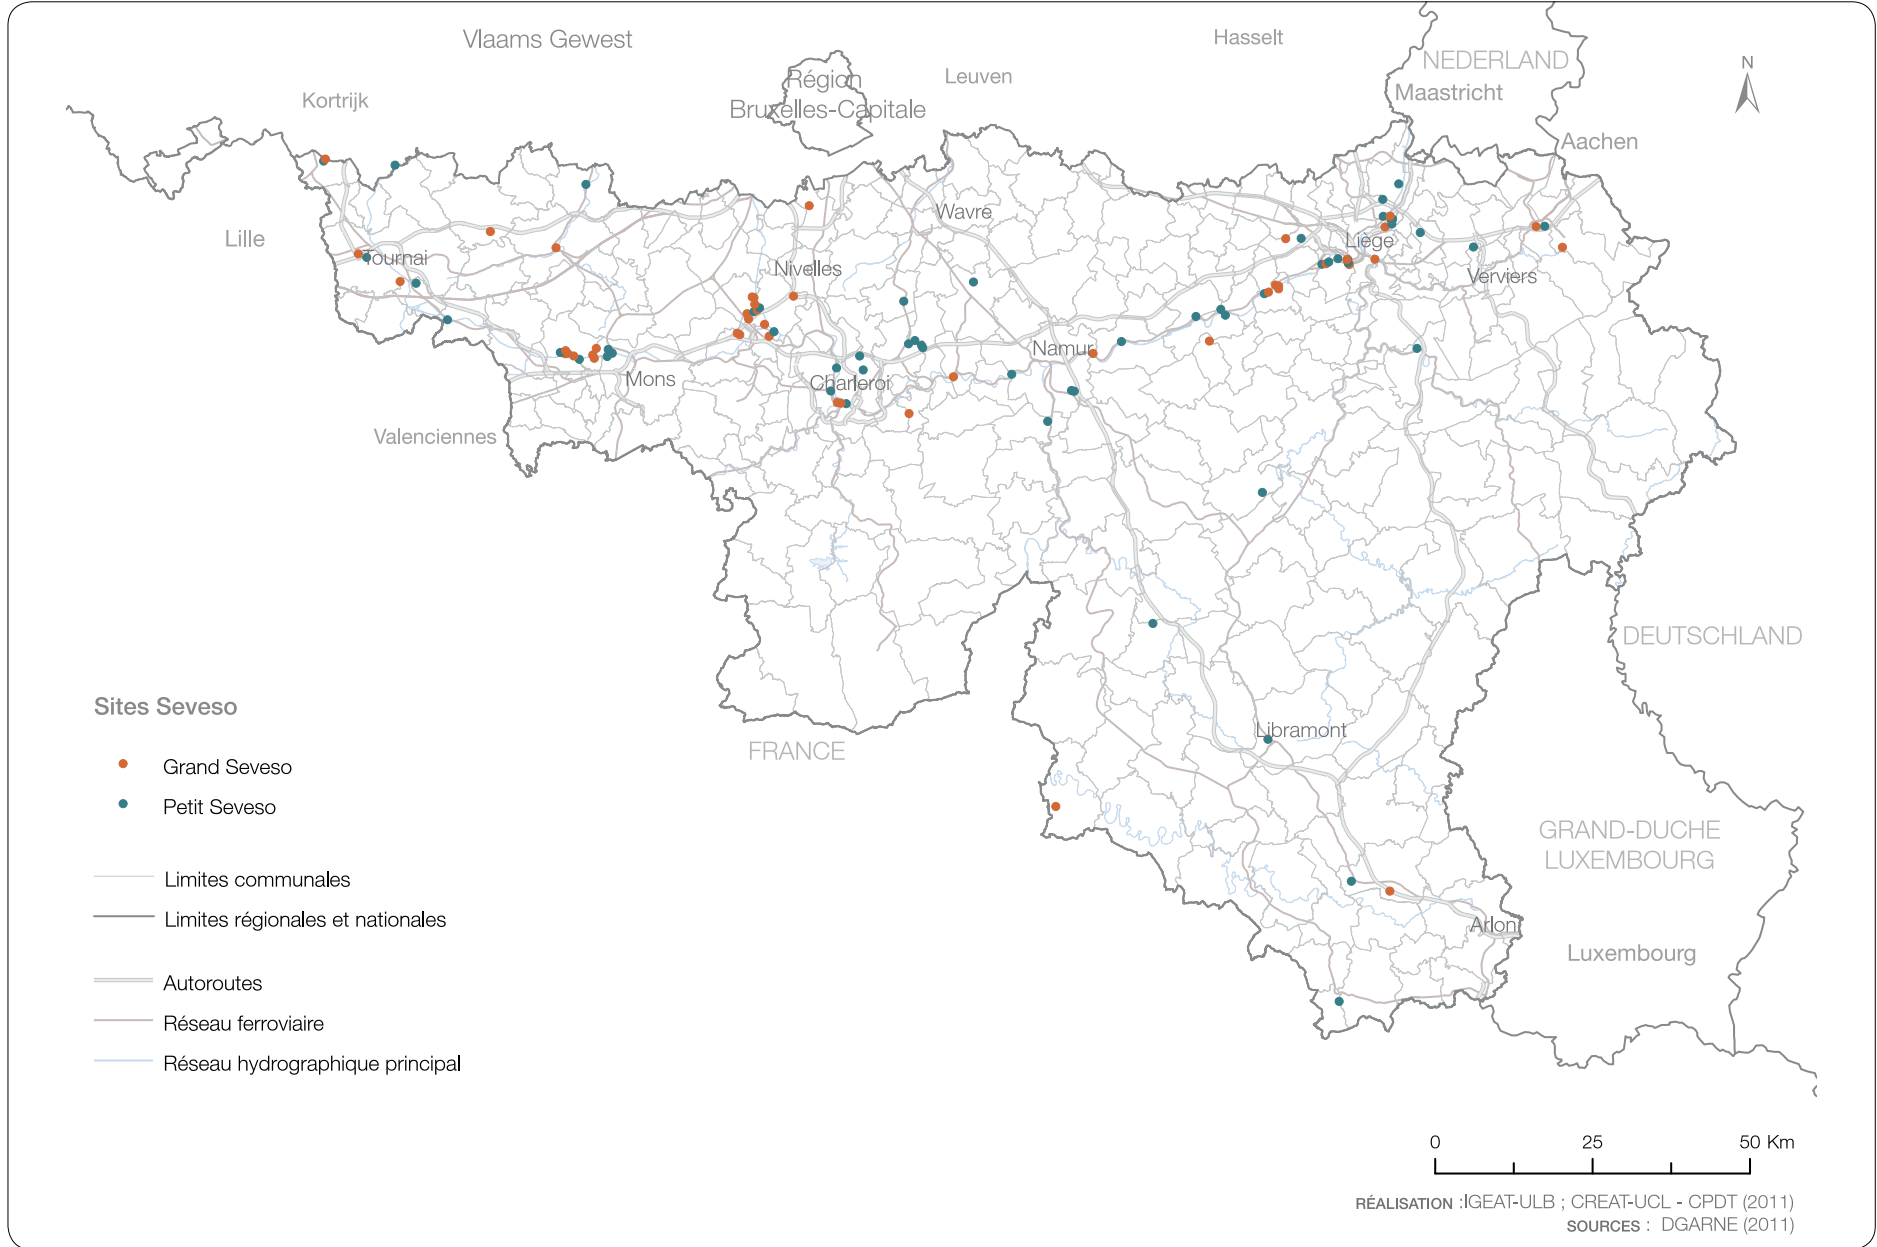 Vlaams Gewest
Hasselt
NEDERLAND
Maastricht
N
Région
Bruxelles-Capitale
Leuven
Kortrijk
Aachen
Lille
Wavre
Tournai
Nivelles
Liège
Verviers
Mons
Charleroi
Namur
Valenciennes
DEUTSCHLAND
FRANCE
Libramont
GRAND-DUCHE
LUXEMBOURG
Arlon
Luxembourg
Sites Seveso
Grand Seveso
Petit Seveso
Limites communales
Limites régionales et nationales
Autoroutes
Réseau ferroviaire
Réseau hydrographique principal
0 25 50 Km
RÉALISATION :IGEAT-ULB ; CREAT-UCL - CPDT (2011)
SOURCES : DGARNE (2011)